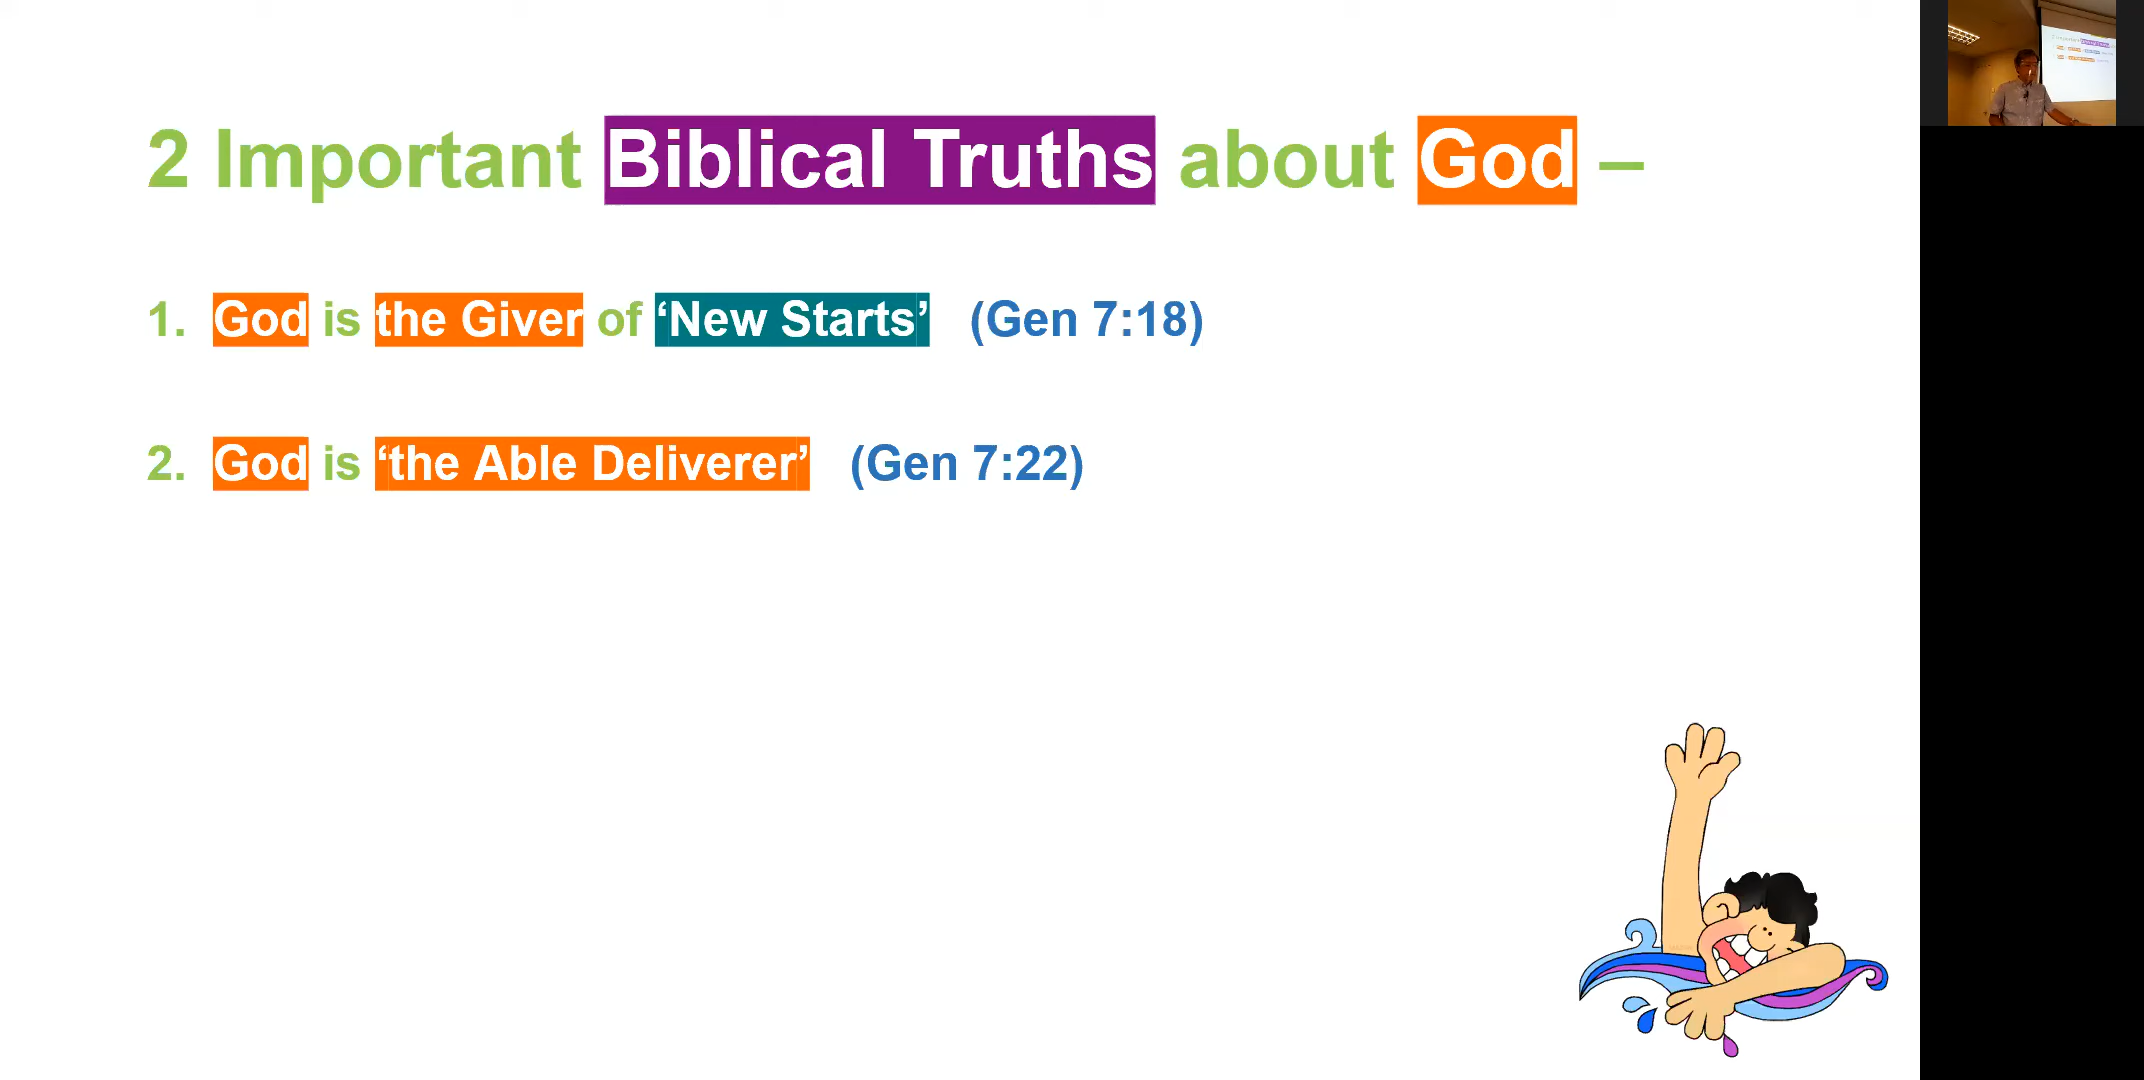 2 Important Biblical Truths about God –
1. God is the Giver of ‘New Starts’ (Gen 7:18)
2. God is ‘the Able Deliverer’ (Gen 7:22)